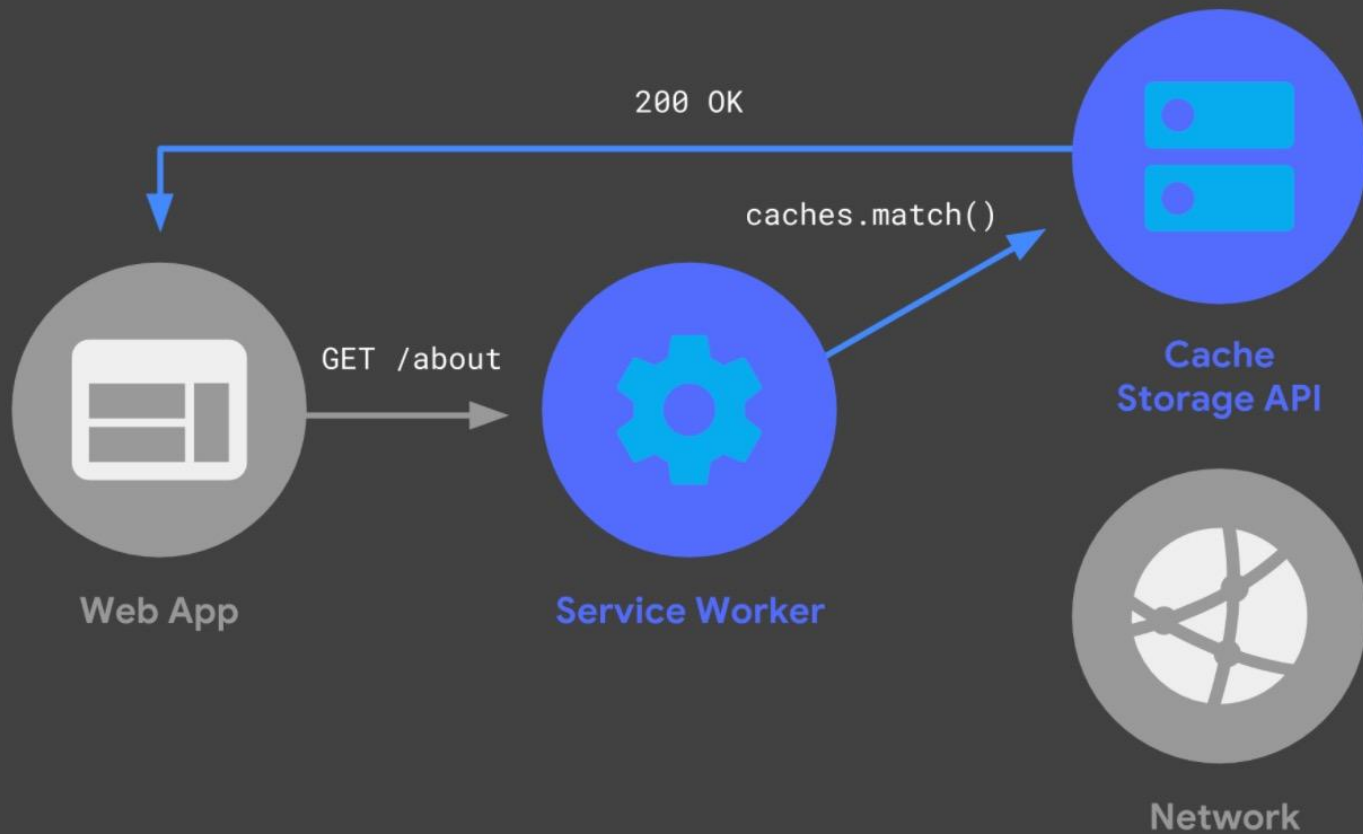 200 OK
caches.match()
GET /about
Cache
Storage API
Web App
Service Worker
Network